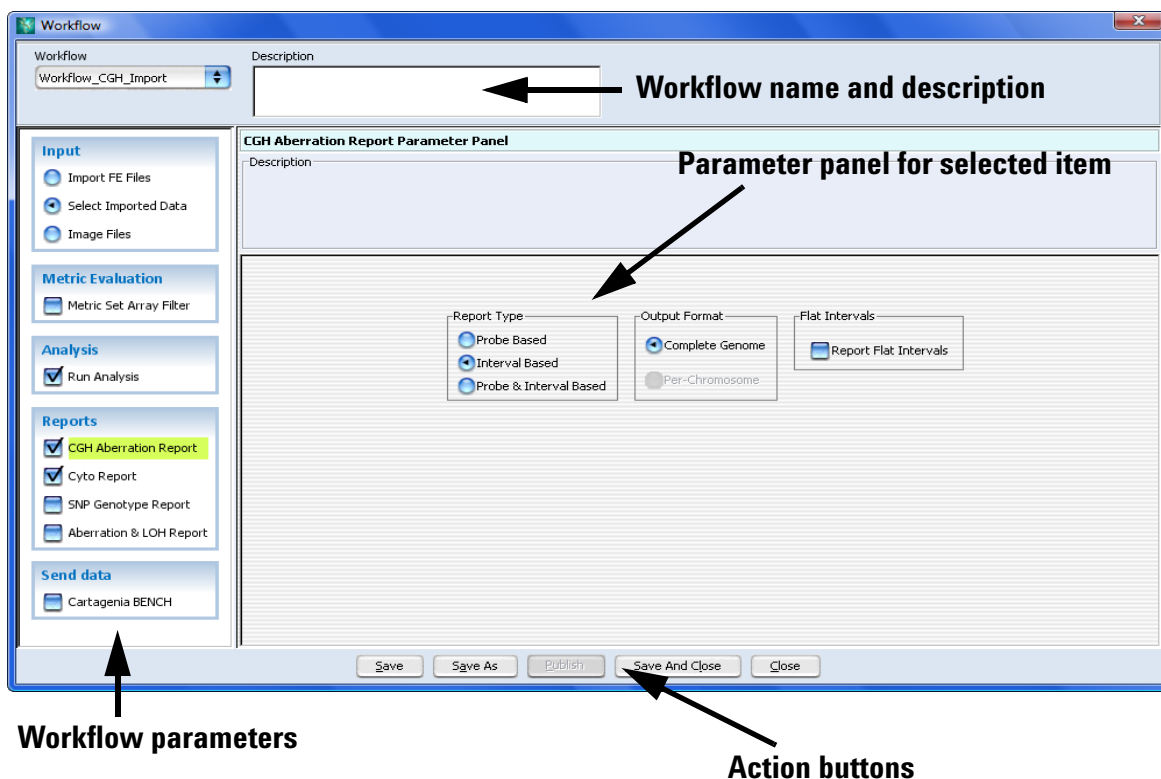 Workflow
Workflow
Description
Workflow_CGH_Import
Workflow name and description
Input
Import FE Files
Select Imported Data
Image Files
Metric Evaluation
Metric Set Array Filter
Analysis
Run Analysis
Reports
CGH Aberration Report
Cyto Report
SNP Genotype Report
Aberration & LOH Report
Send data
Cartagenia BENCH
CGH Aberration Report Parameter Panel
Description
Parameter panel for selected item
Report Type
Probe Based
Interval Based
Probe & Interval Based
Output Format
Complete Genome
Per-Chromosome
Flat Intervals
Report Flat Intervals
Save
Save As
Publish
Save And Close
Close
Workflow parameters
Action buttons